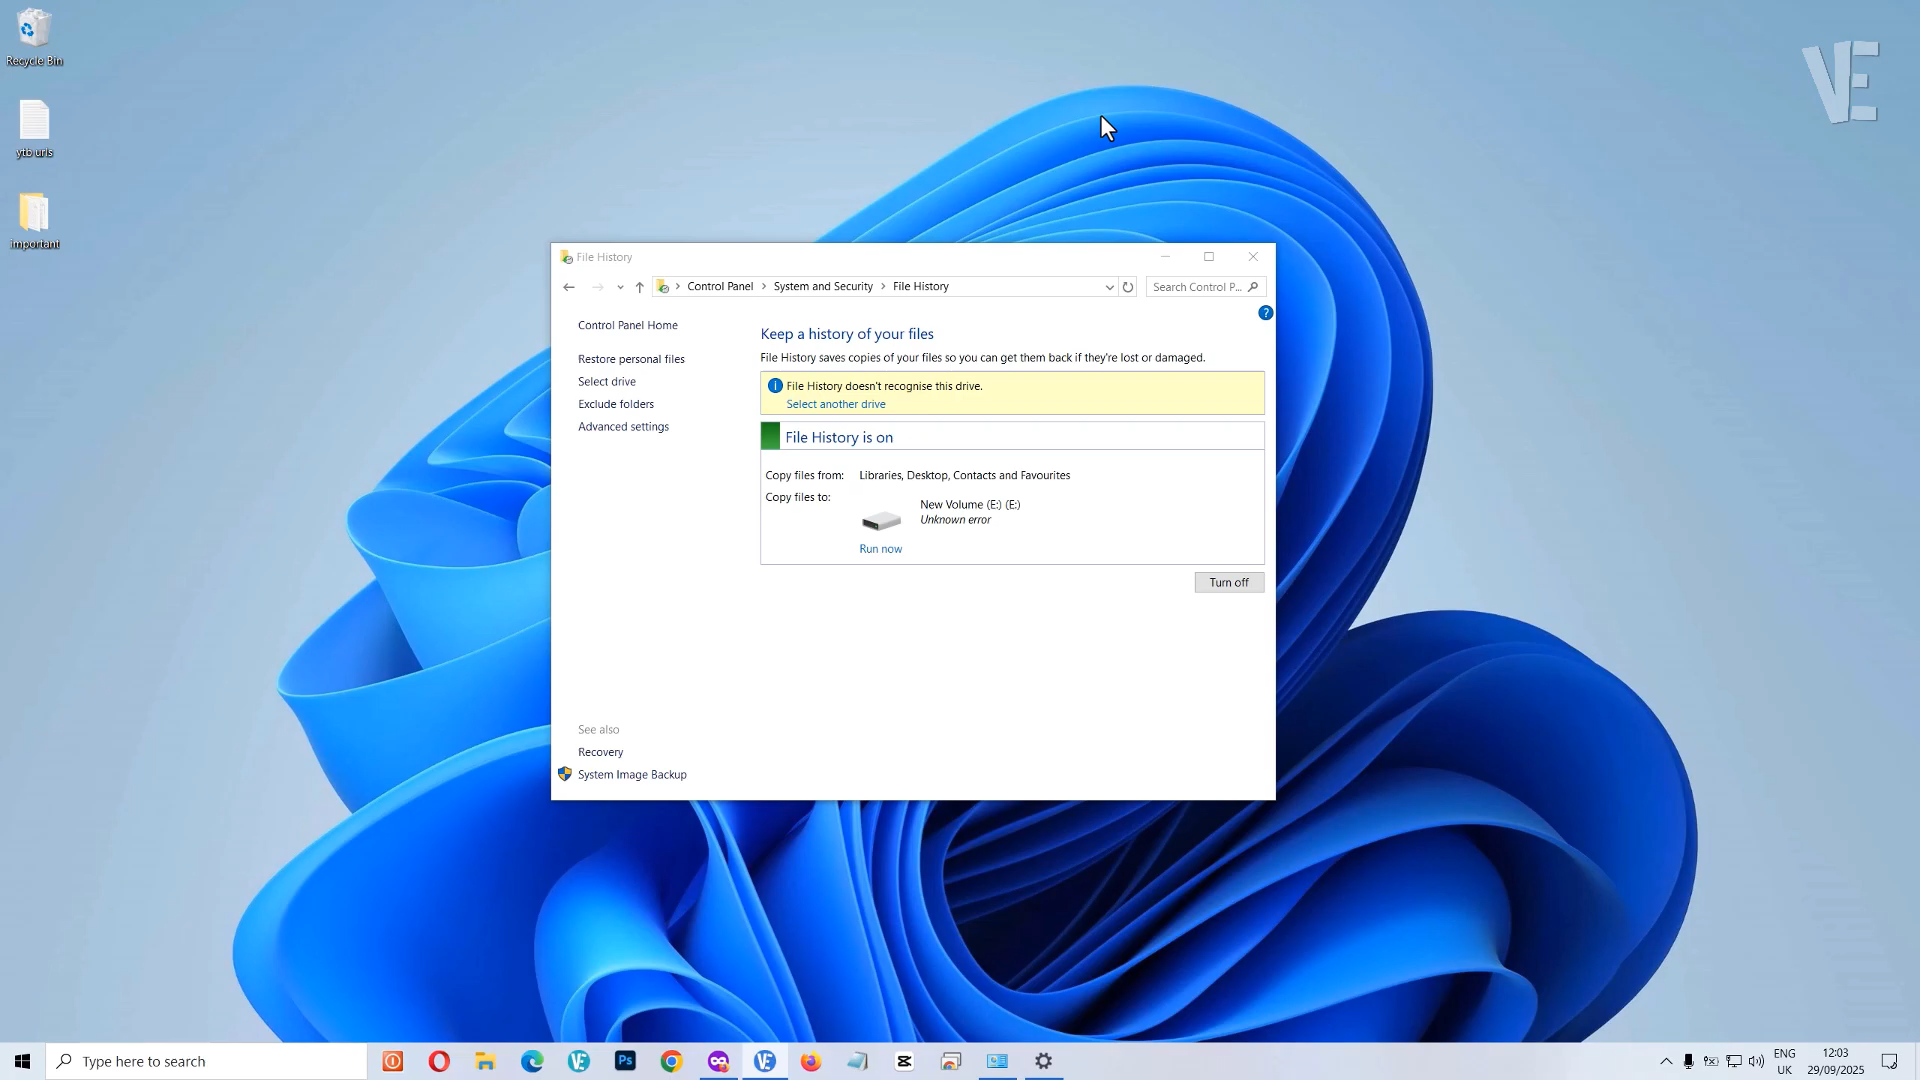 Recycle Bin
ytb urls
important
VE
File History
Control Panel
System and Security
File History
Search Control P...
Control Panel Home
Restore personal files
Select drive
Exclude folders
Advanced settings
Keep a history of your files
File History saves copies of your files so you can get them back if they're lost or damaged.
File History doesn't recognise this drive.
Select another drive
File History is on
Copy files from: Libraries, Desktop, Contacts and Favourites
Copy files to:
New Volume (E:) (E:)
Unknown error
Run now
Turn off
See also
Recovery
System Image Backup
Type here to search
VE
Ps
VE
ENG
UK
12:03
29/09/2025